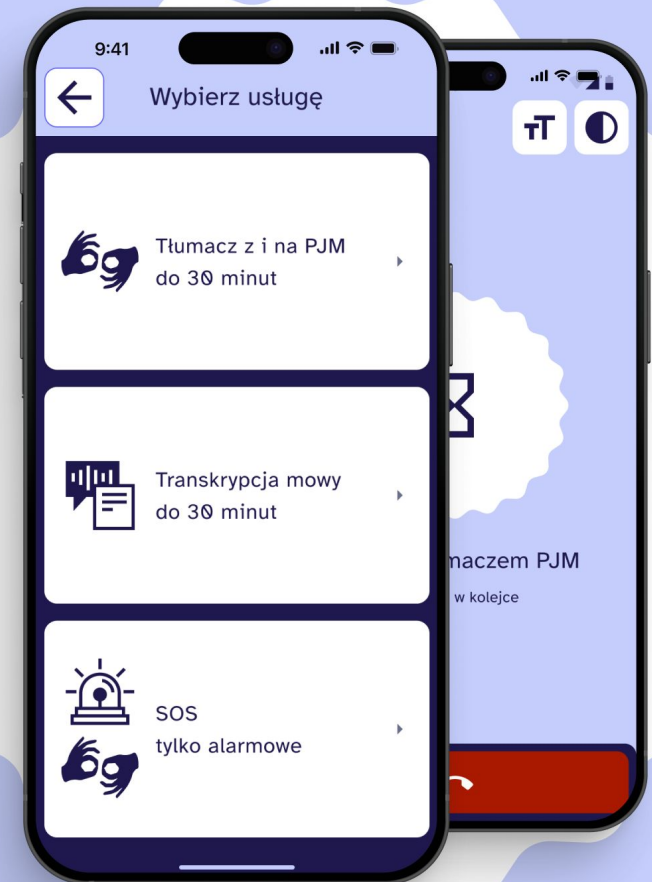 9:41
Wybierz usługę
Tłumacz z i na PJM
do 30 minut
Transkrypcja mowy
do 30 minut
SOS
tylko alarmowe
TT
PJM
w kolejce